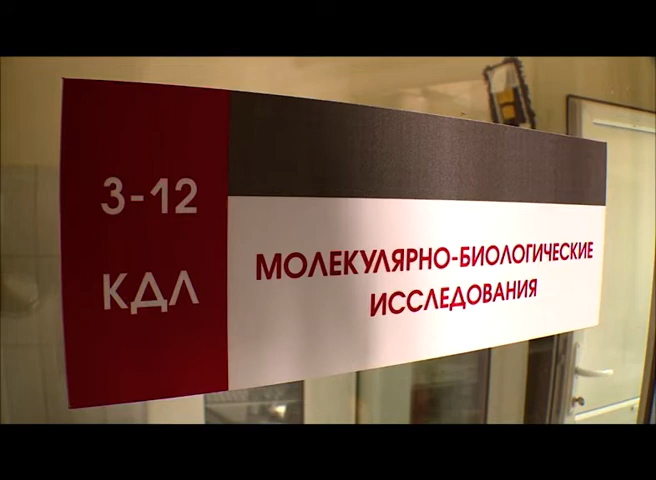 3-12
КДЛ
МОЛЕКУЛЯРНО-БИОЛОГИЧЕСКИЕ
ИССЛЕДОВАНИЯ